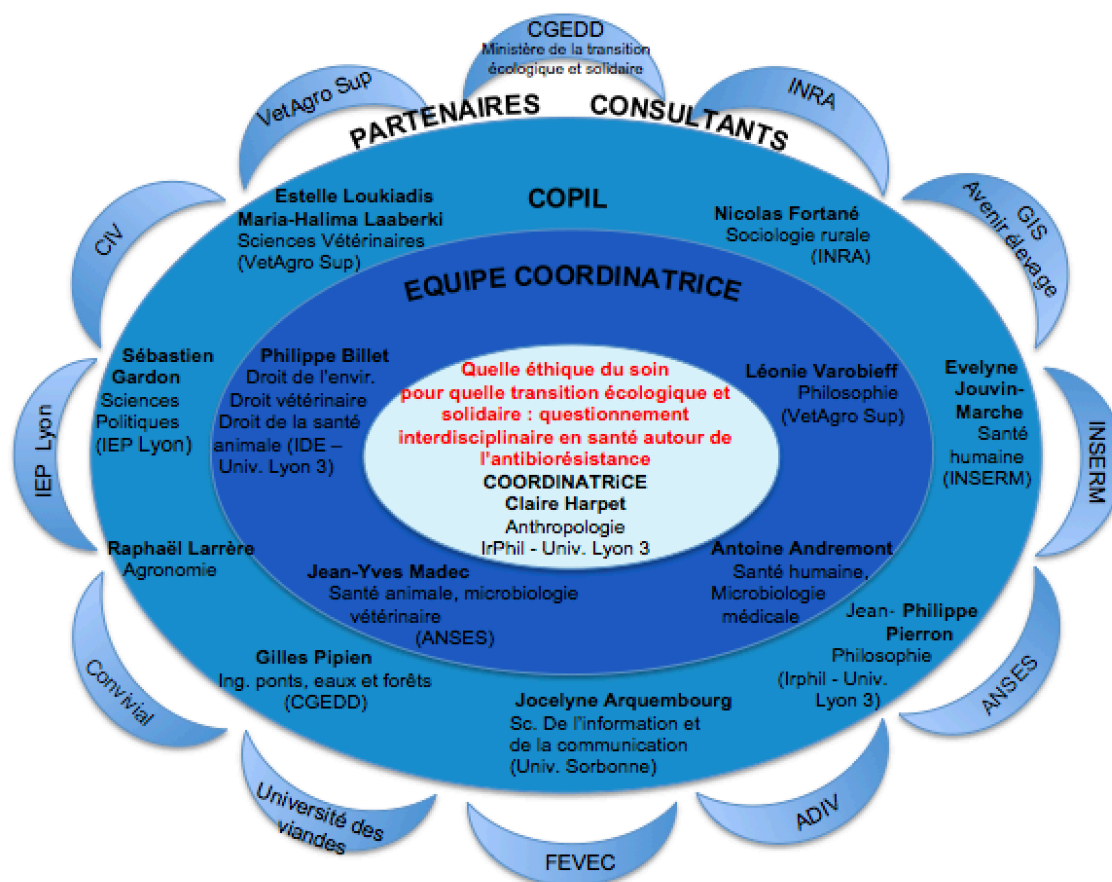 CGEDD
Ministère de la transition
écologique et solidaire
VetAgro Sup
INRA
PARTENAIRES CONSULTANTS
CIV
GIS
Avenir élevage
IEP Lyon
INSERM
Convivial
ANSES
Université des
viandes
FEVEC
ADIV
COPIL
Estelle Loukiadis
Maria-Halima Laaberki
Sciences Vétérinaires
(VetAgro Sup)
Nicolas Fortané
Sociologie rurale
(INRA)
Sébastien
Gardon
Sciences
Politiques
(IEP Lyon)
Evelyne
Jouvin-
Marche
Santé
humaine
(INSERM)
Raphaël Larrère
Agronomie
Jean- Philippe
Pierron
Philosophie
(Irphil - Univ.
Lyon 3)
Gilles Pipien
Ing. ponts, eaux et forêts
(CGEDD)
Jocelyne Arquembourg
Sc. De l'information et
de la communication
(Univ. Sorbonne)
EQUIPE COORDINATRICE
Philippe Billet
Droit de l'envir.
Droit vétérinaire
Droit de la santé
animale (IDE –
Univ. Lyon 3)
Léonie Varobieff
Philosophie
(VetAgro Sup)
Jean-Yves Madec
Santé animale, microbiologie
vétérinaire
(ANSES)
Antoine Andremont
Santé humaine,
Microbiologie
médicale
Quelle éthique du soin
pour quelle transition écologique et
solidaire : questionnement
interdisciplinaire en santé autour de
l'antibiorésistance
COORDINATRiCE
Claire Harpet
Anthropologie
IrPhil - Univ. Lyon 3